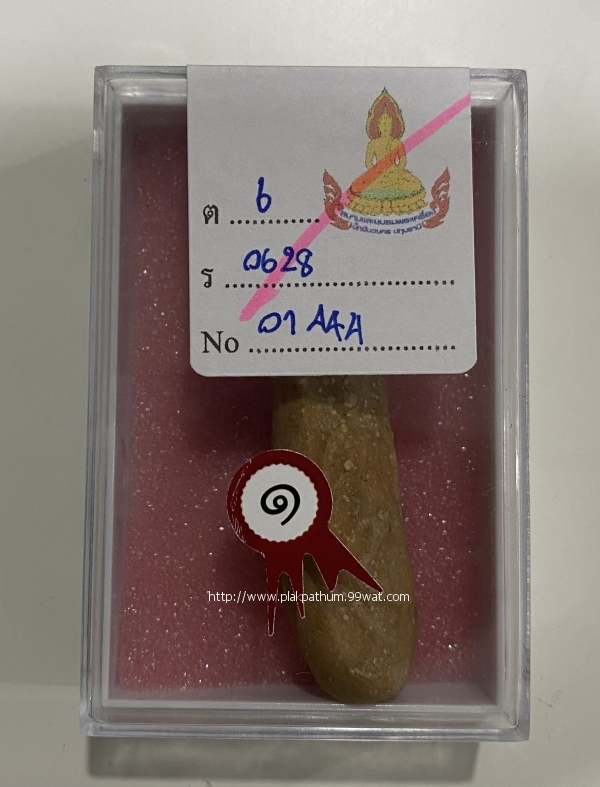 ต ............ 6
ร ............ 0628
No ............ 01 AAA
๑
http://www.plakpathum.99wat.com